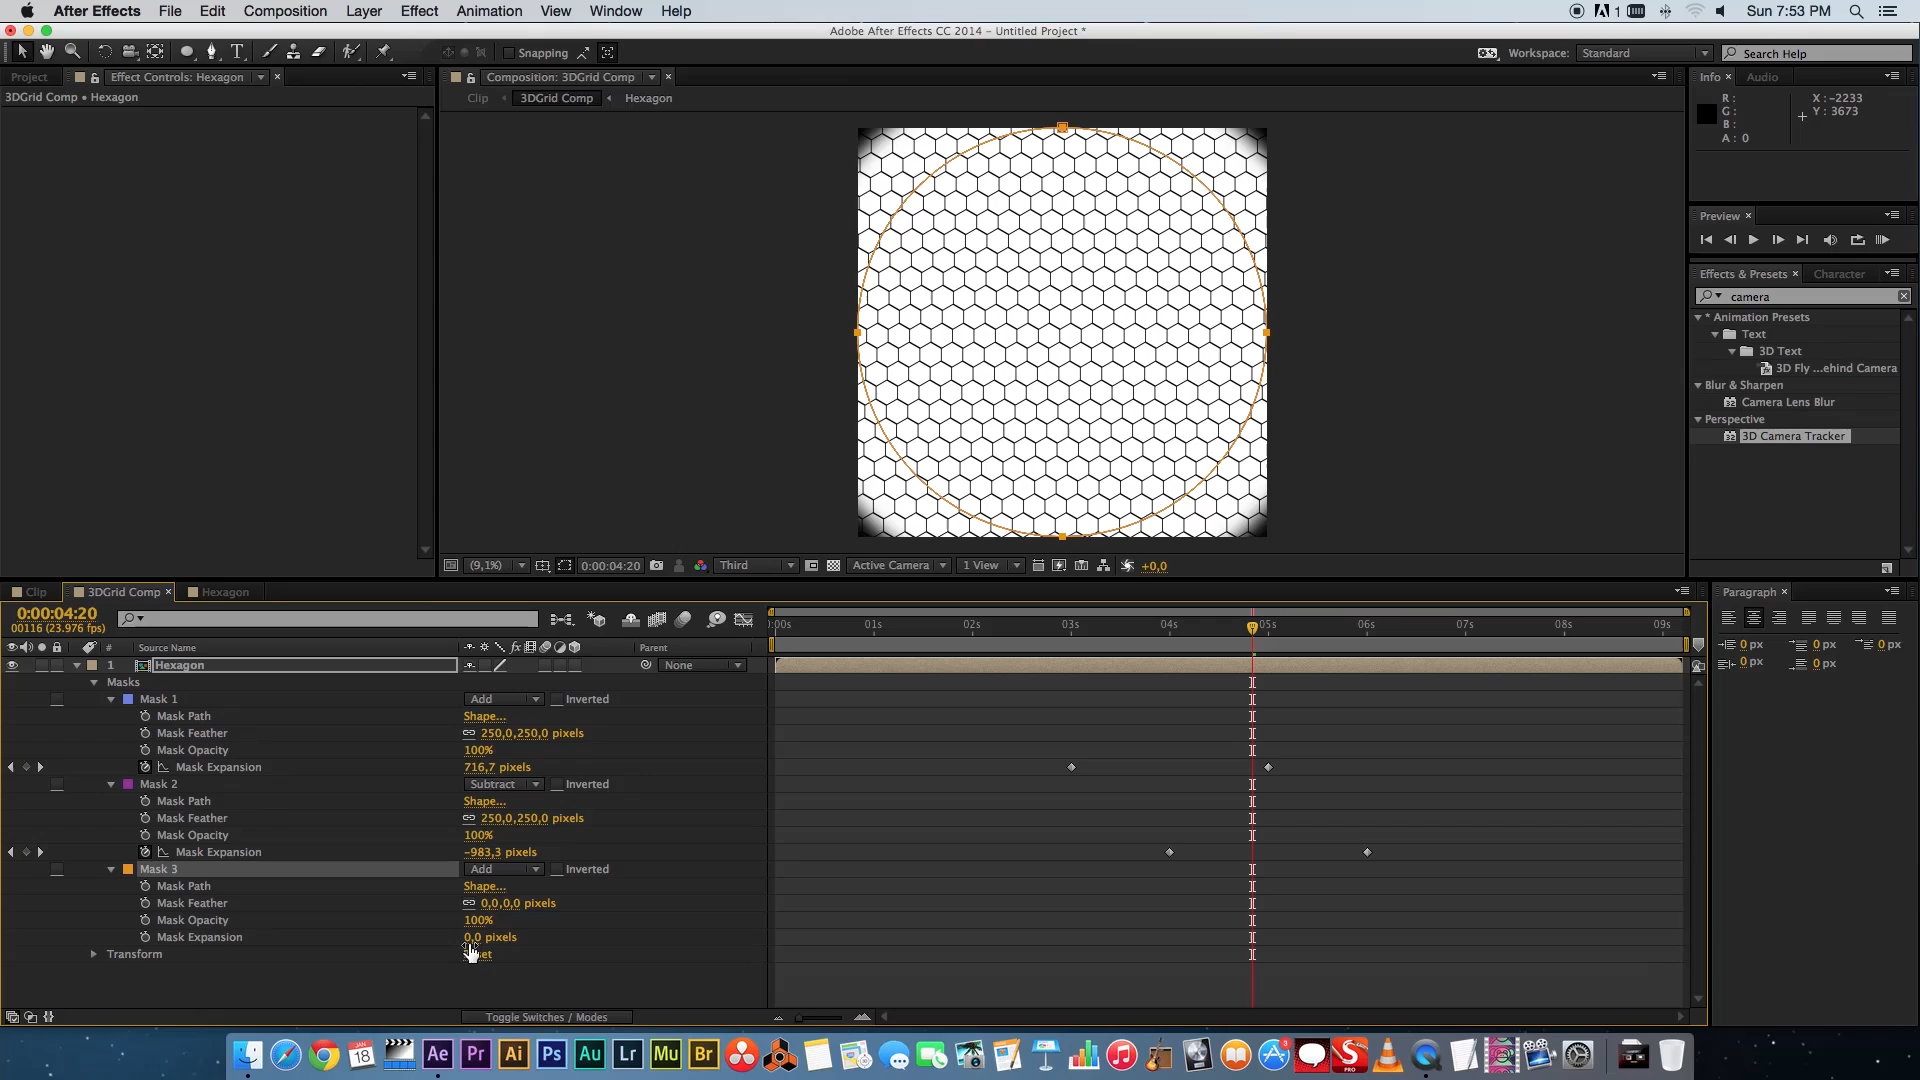 After Effects File Edit Composition Layer Effect Animation View Window Help 1 Sun 7:53 PM
Adobe After Effects CC 2014 - Untitled Project *
Snapping Workspace: Standard Search Help
Project Effect Controls: Hexagon × Composition: 3DGrid Comp × Info × Audio
3DGrid Comp • Hexagon
Clip 3DGrid Comp Hexagon
R: X: -2233
G: Y: 3673
B:
A: 0
Preview ×
Effects & Presets × Character
camera
* Animation Presets
Text
3D Text
3D Fly ...ehind Camera
Blur & Sharpen
Camera Lens Blur
Perspective
3D Camera Tracker
(9,1%) 0:00:04:20 Third Active Camera 1 View +0,0
Clip 3DGrid Comp × Hexagon
Paragraph ×
0:00:04:20
00116 (23.976 fps)
:00s 01s 02s 03s 04s 05s 06s 07s 08s 09s
0 px 0 px 0 px
0 px 0 px
# Source Name fx Parent
1 Hexagon None
Masks
Mask 1 Add Inverted
Mask Path Shape...
Mask Feather 250,0,250,0 pixels
Mask Opacity 100%
Mask Expansion 716,7 pixels
Mask 2 Subtract Inverted
Mask Path Shape...
Mask Feather 250,0,250,0 pixels
Mask Opacity 100%
Mask Expansion -983,3 pixels
Mask 3 Add Inverted
Mask Path Shape...
Mask Feather 0,0,0,0 pixels
Mask Opacity 100%
Mask Expansion 0,0 pixels
Transform
Toggle Switches / Modes
JAN 18 Ae Pr Ai Ps Au Lr Mu Br 3 S PRO